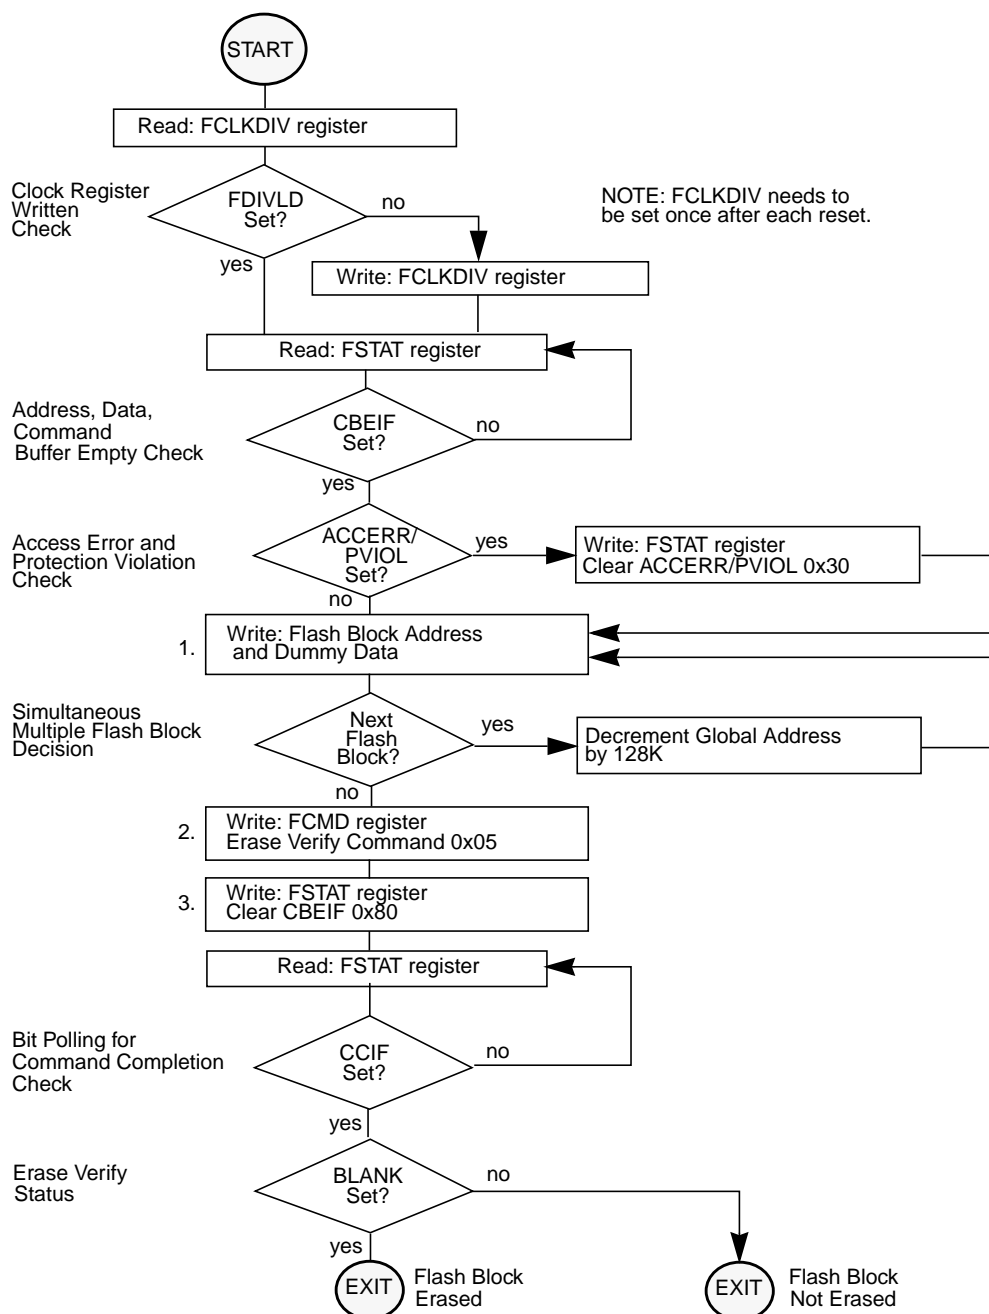 START
Read: FCLKDIV register
Clock Register
Written
Check
FDIVLD
Set?
no
yes
NOTE: FCLKDIV needs to
be set once after each reset.
Write: FCLKDIV register
Read: FSTAT register
Address, Data,
Command
Buffer Empty Check
CBEIF
Set?
no
yes
Access Error and
Protection Violation
Check
ACCERR/
PVIOL
Set?
yes
no
Write: FSTAT register
Clear ACCERR/PVIOL 0x30
1.
Write: Flash Block Address
and Dummy Data
Simultaneous
Multiple Flash Block
Decision
Next
Flash
Block?
yes
no
Decrement Global Address
by 128K
2.
Write: FCMD register
Erase Verify Command 0x05
3.
Write: FSTAT register
Clear CBEIF 0x80
Read: FSTAT register
Bit Polling for
Command Completion
Check
CCIF
Set?
no
yes
Erase Verify
Status
BLANK
Set?
no
yes
EXIT
Flash Block
Erased
EXIT
Flash Block
Not Erased